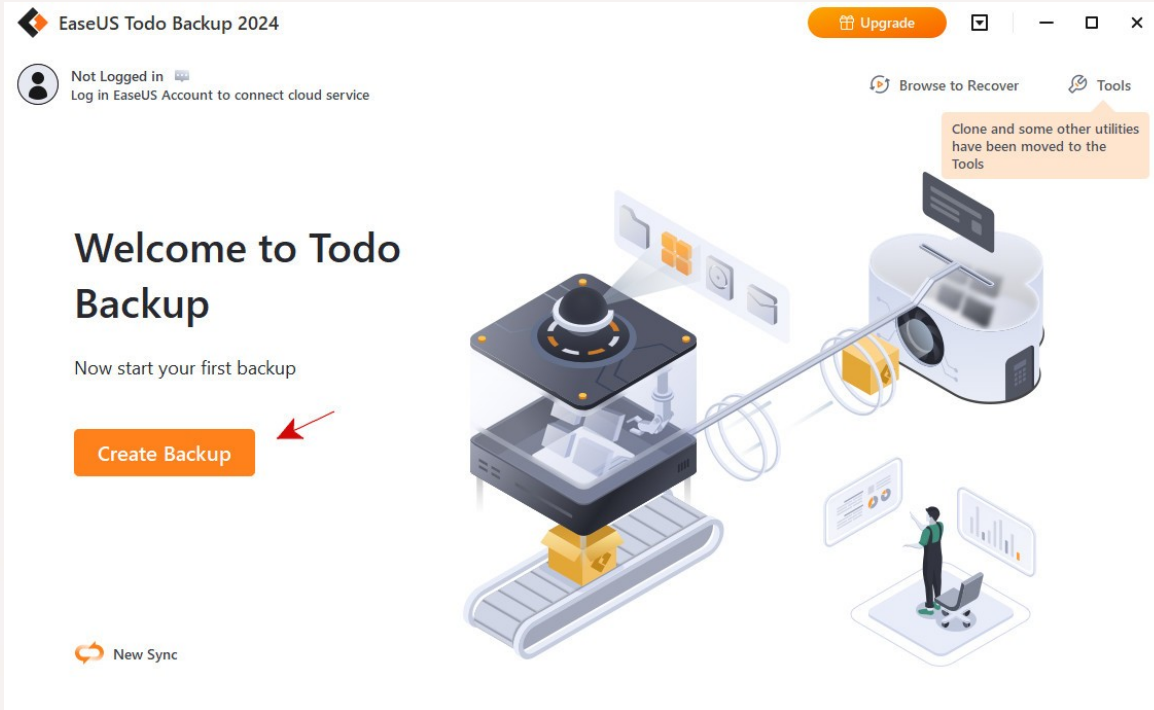 EaseUS Todo Backup 2024
Upgrade
Not Logged in
Log in EaseUS Account to connect cloud service
Browse to Recover
Tools
Clone and some other utilities
have been moved to the
Tools
Welcome to Todo
Backup
Now start your first backup
Create Backup
New Sync